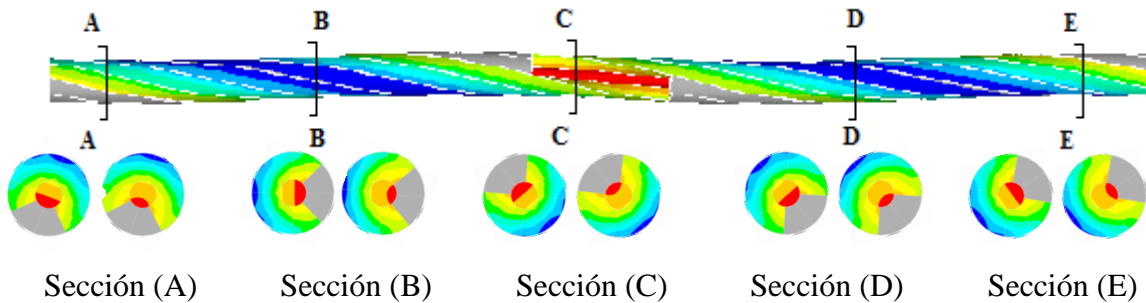 A B C D E
A B C D E
Sección (A) Sección (B) Sección (C) Sección (D) Sección (E)